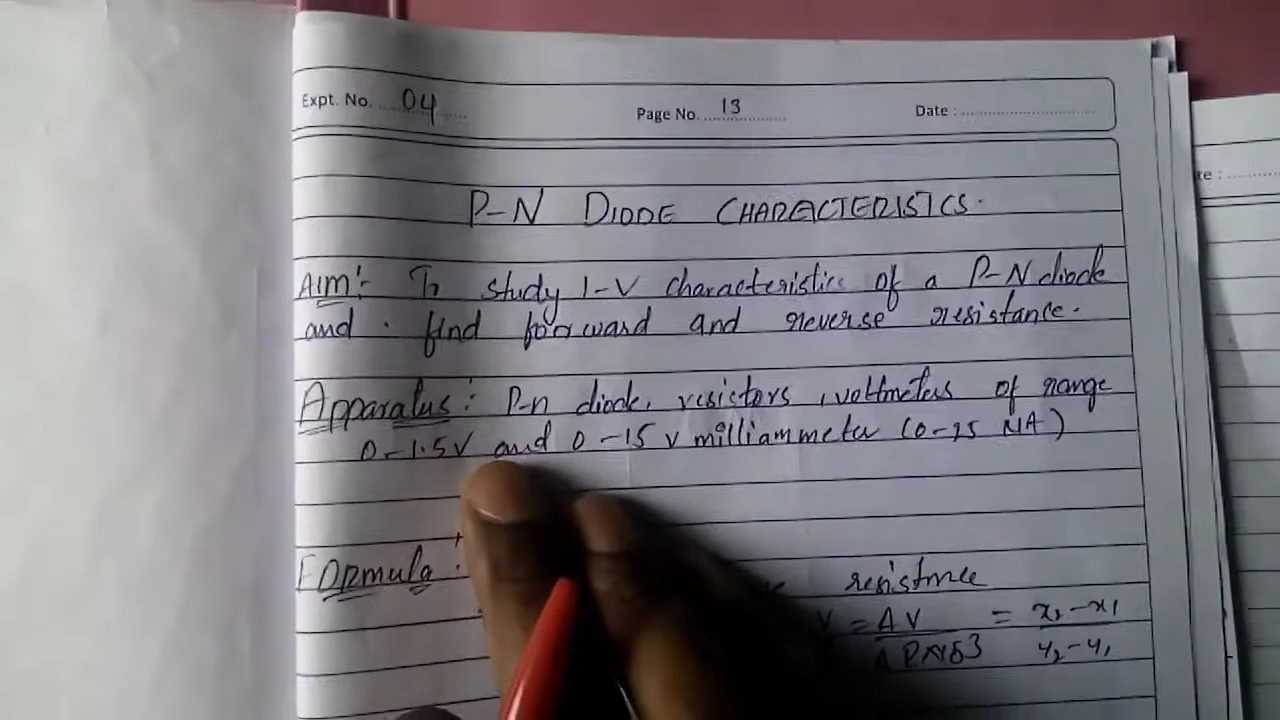 Expt. No. 04 Page No. 13 Date :
P-N DIODE CHARACTERISTICS.
Aim:- To study I-V characteristics of a P-N diode
and . find forward and reverse resistance.
Apparatus:- P-n diode, resistors, voltmeters of range
0-1.5V and 0-15 V milliammeter (0-25 MA)
Formula :
resistance
V = ΔV = x₂-x₁
y₂-y₁
te :